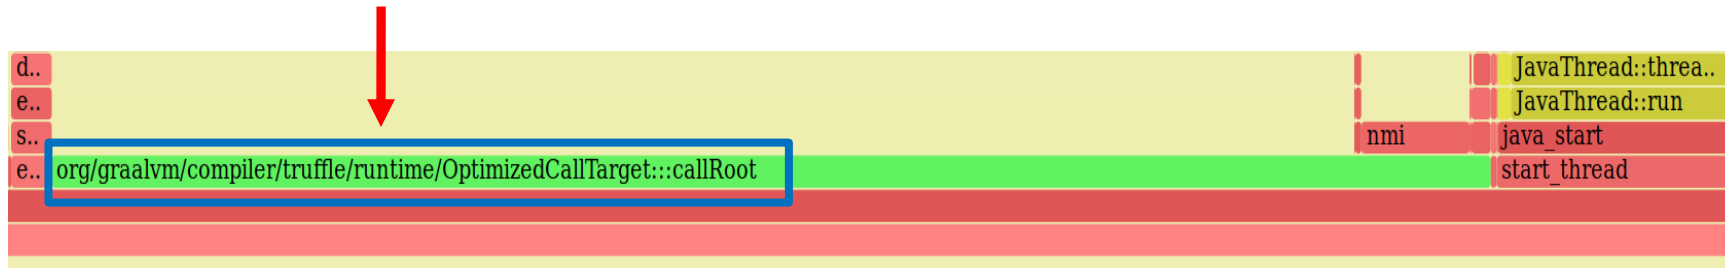 d.. JavaThread::threa..
e.. JavaThread::run
s.. nmi java_start
e.. org/graalvm/compiler/truffle/runtime/OptimizedCallTarget:::callRoot start_thread